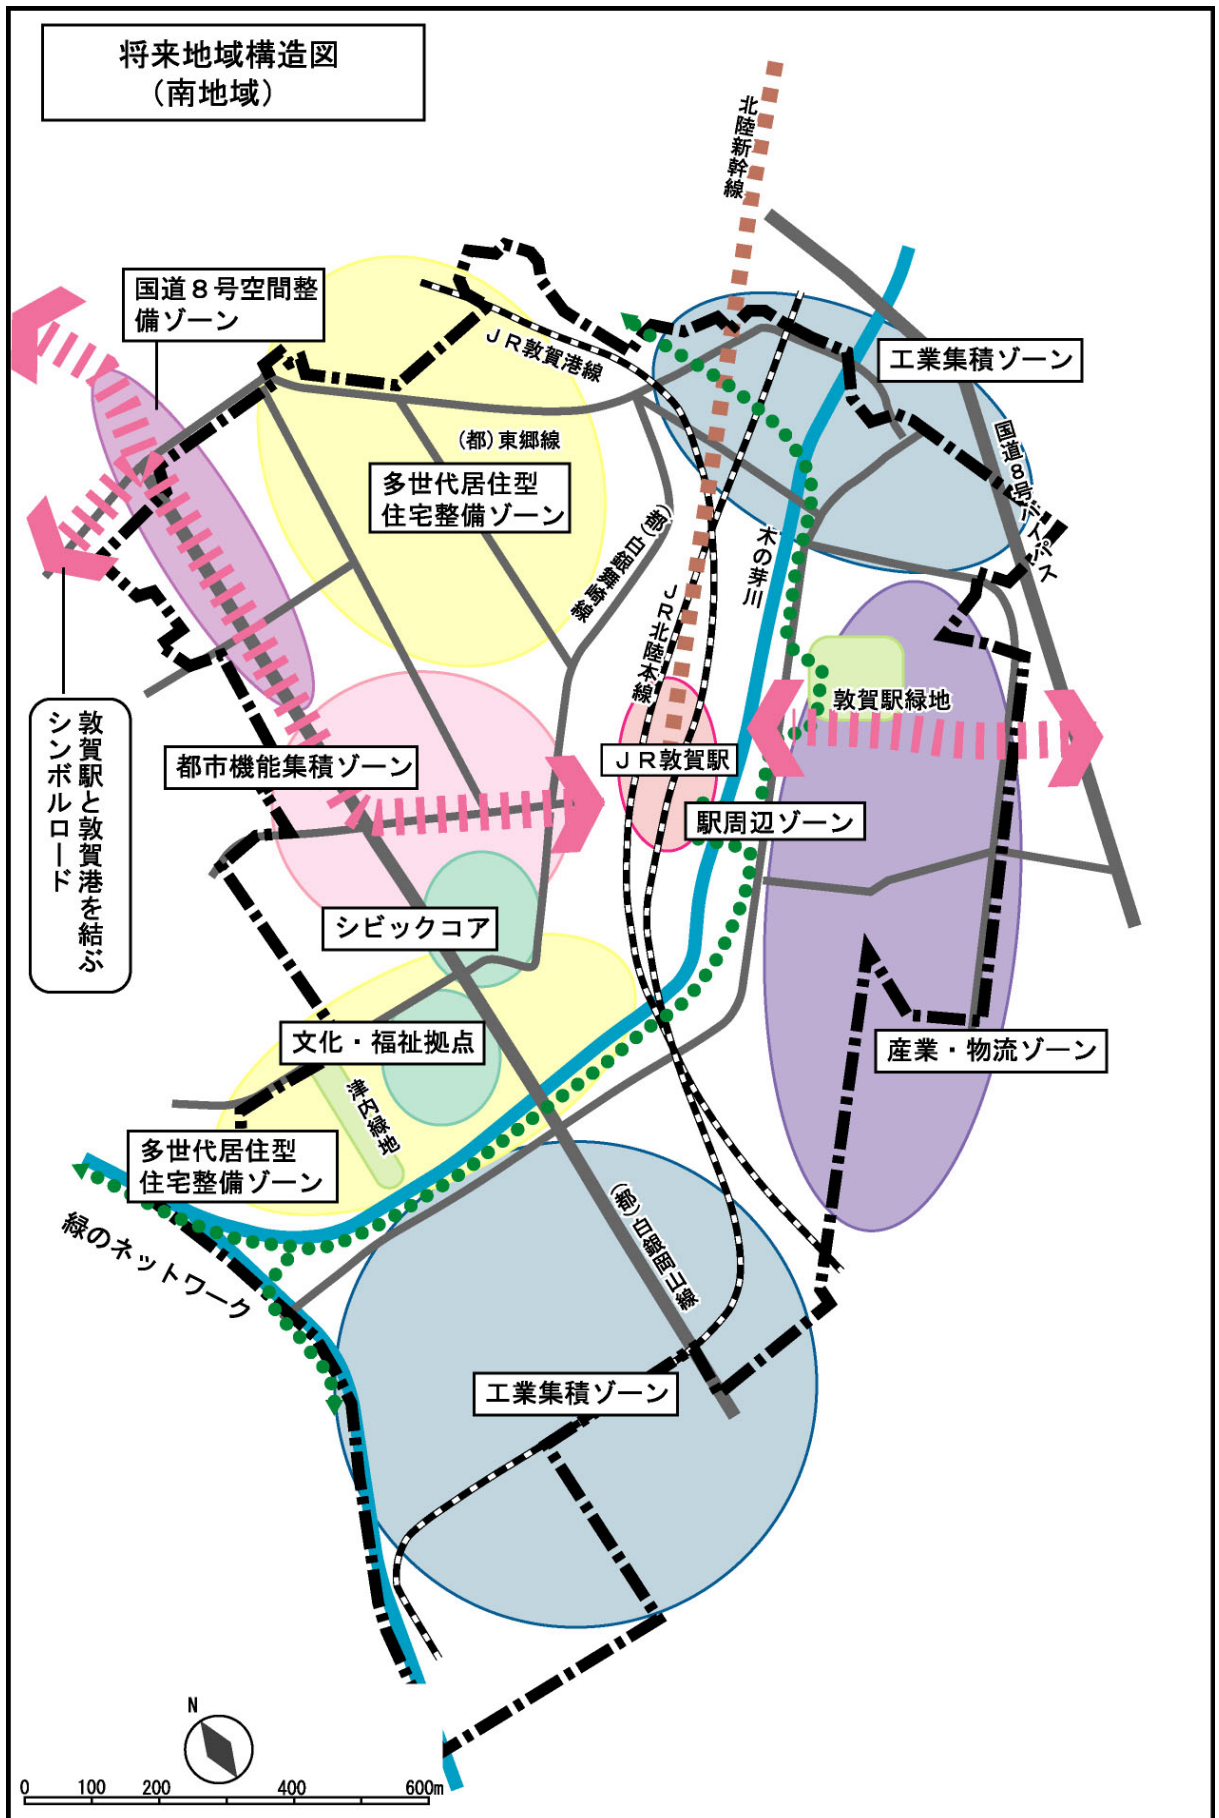 将来地域構造図
（南地域）
北陸新幹線
国道８号空間整
備ゾーン
ＪＲ敦賀港線
工業集積ゾーン
国道８号バイパス
（都）東郷線
多世代居住型
住宅整備ゾーン
（都）白銀舞崎線
木の芽川
ＪＲ北陸本線
敦賀駅緑地
敦賀駅と敦賀港を結ぶ
シンボルロード
都市機能集積ゾーン
ＪＲ敦賀駅
駅周辺ゾーン
シビックコア
文化・福祉拠点
産業・物流ゾーン
津内緑地
多世代居住型
住宅整備ゾーン
緑のネットワーク
（都）白銀岡山線
工業集積ゾーン
N
0 100 200 400 600m